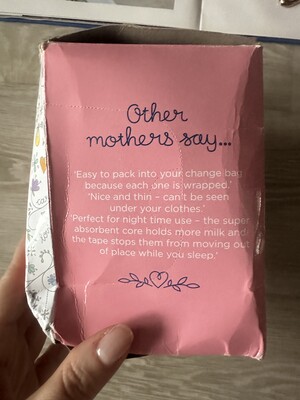 Other
mothers say...
'Easy to pack into your change bag
because each one is wrapped.'
'Nice and thin – can't be seen
under your clothes.'
'Perfect for night time use – the super
absorbent core holds more milk and
the tape stops them from moving out
of place while you sleep.'